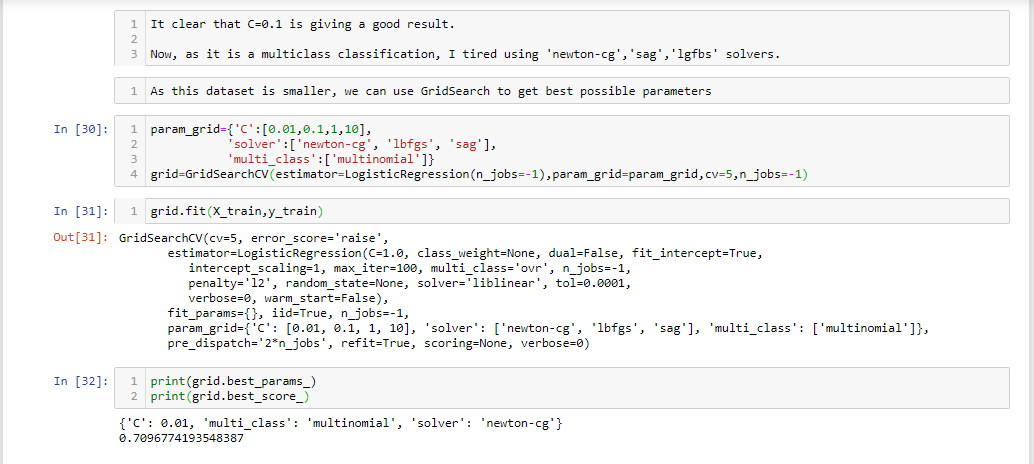 1 It clear that C=0.1 is giving a good result.
2
3 Now, as it is a multiclass classification, I tired using 'newton-cg','sag','lgfbs' solvers.
1 As this dataset is smaller, we can use GridSearch to get best possible parameters
In [30]: 1 param_grid={'C':[0.01,0.1,1,10],
2 'solver':['newton-cg', 'lbfgs', 'sag'],
3 'multi_class':['multinomial']}
4 grid=GridSearchCV(estimator=LogisticRegression(n_jobs=-1),param_grid=param_grid,cv=5,n_jobs=-1)
In [31]: 1 grid.fit(X_train,y_train)
Out[31]: GridSearchCV(cv=5, error_score='raise',
estimator=LogisticRegression(C=1.0, class_weight=None, dual=False, fit_intercept=True,
intercept_scaling=1, max_iter=100, multi_class='ovr', n_jobs=-1,
penalty='l2', random_state=None, solver='liblinear', tol=0.0001,
verbose=0, warm_start=False),
fit_params={}, iid=True, n_jobs=-1,
param_grid={'C': [0.01, 0.1, 1, 10], 'solver': ['newton-cg', 'lbfgs', 'sag'], 'multi_class': ['multinomial']},
pre_dispatch='2*n_jobs', refit=True, scoring=None, verbose=0)
In [32]: 1 print(grid.best_params_)
2 print(grid.best_score_)
{'C': 0.01, 'multi_class': 'multinomial', 'solver': 'newton-cg'}
0.7096774193548387